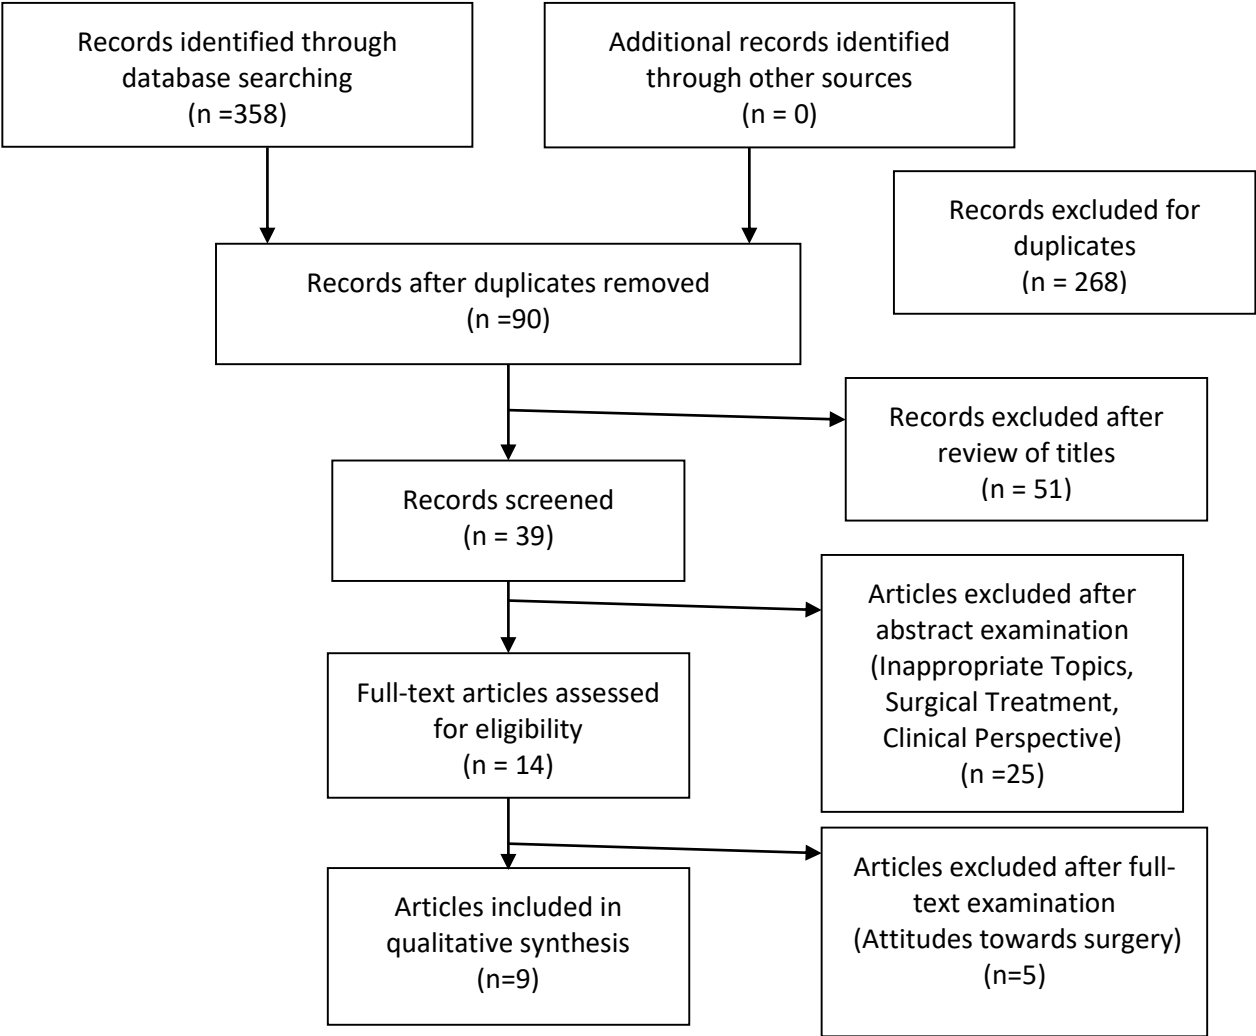 Records identified through
database searching
(n =358)
Additional records identified
through other sources
(n = 0)
Records excluded for
duplicates
(n = 268)
Records after duplicates removed
(n =90)
Records excluded after
review of titles
(n = 51)
Records screened
(n = 39)
Articles excluded after
abstract examination
(Inappropriate Topics,
Surgical Treatment,
Clinical Perspective)
(n =25)
Full-text articles assessed
for eligibility
(n = 14)
Articles excluded after full-
text examination
(Attitudes towards surgery)
(n=5)
Articles included in
qualitative synthesis
(n=9)